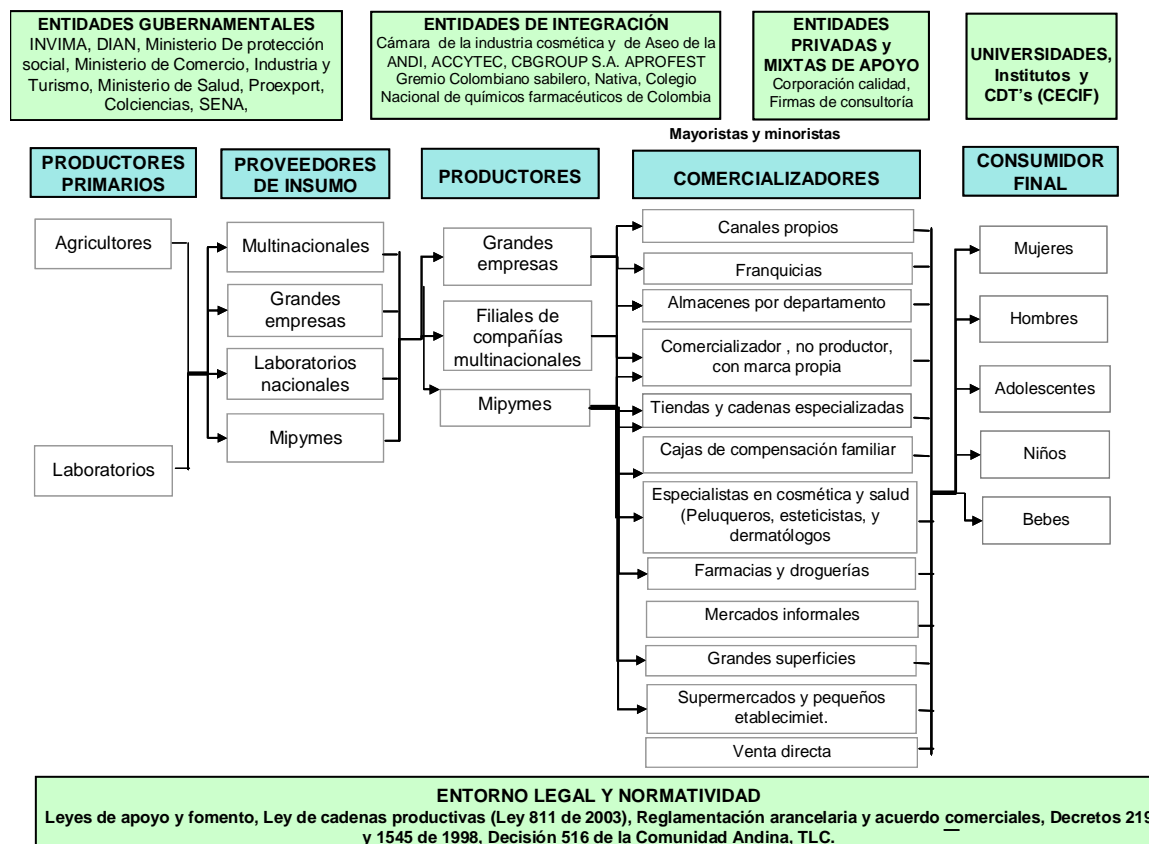 ENTIDADES GUBERNAMENTALES
INVIMA, DIAN, Ministerio De protección
social, Ministerio de Comercio, Industria y
Turismo, Ministerio de Salud, Proexport,
Colciencias, SENA,
ENTIDADES DE INTEGRACIÓN
Cámara de la industria cosmética y de Aseo de la
ANDI, ACCYTEC, CBGROUP S.A. APROFEST
Gremio Colombiano sabilero, Nativa, Colegio
Nacional de químicos farmacéuticos de Colombia
ENTIDADES
PRIVADAS y
MIXTAS DE APOYO
Corporación calidad,
Firmas de consultoría
UNIVERSIDADES,
Institutos y
CDT's (CECIF)
Mayoristas y minoristas
PRODUCTORES
PRIMARIOS
PROVEEDORES
DE INSUMO
PRODUCTORES
COMERCIALIZADORES
CONSUMIDOR
FINAL
Agricultores
Laboratorios
Multinacionales
Grandes
empresas
Laboratorios
nacionales
Mipymes
Grandes
empresas
Filiales de
compañías
multinacionales
Mipymes
Canales propios
Franquicias
Almacenes por departamento
Comercializador , no productor,
con marca propia
Tiendas y cadenas especializadas
Cajas de compensación familiar
Especialistas en cosmética y salud
(Peluqueros, esteticistas, y
dermatólogos
Farmacias y droguerías
Mercados informales
Grandes superficies
Supermercados y pequeños
etablecimiet.
Venta directa
Mujeres
Hombres
Adolescentes
Niños
Bebes
ENTORNO LEGAL Y NORMATIVIDAD
Leyes de apoyo y fomento, Ley de cadenas productivas (Ley 811 de 2003), Reglamentación arancelaria y acuerdo comerciales, Decretos 219
y 1545 de 1998, Decisión 516 de la Comunidad Andina, TLC.